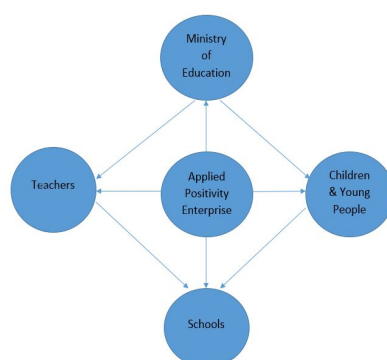 Ministry
of
Education
Teachers
Applied
Positivity
Enterprise
Children
& Young
People
Schools